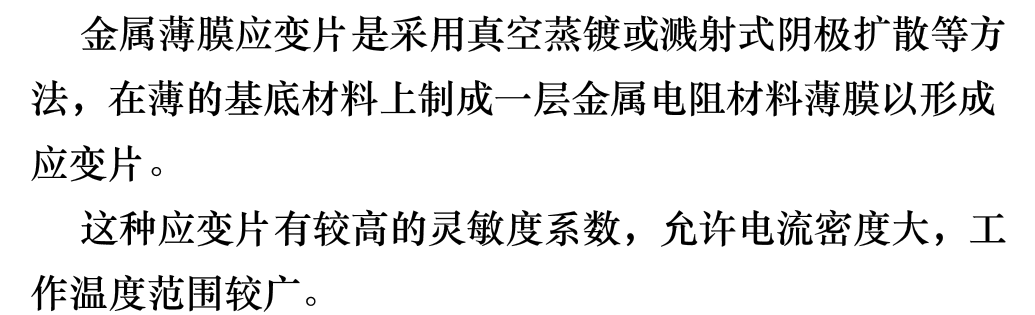 金属薄膜应变片是采用真空蒸镀或溅射式阴极扩散等方
法，在薄的基底材料上制成一层金属电阻材料薄膜以形成
应变片。
这种应变片有较高的灵敏度系数，允许电流密度大，工
作温度范围较广。